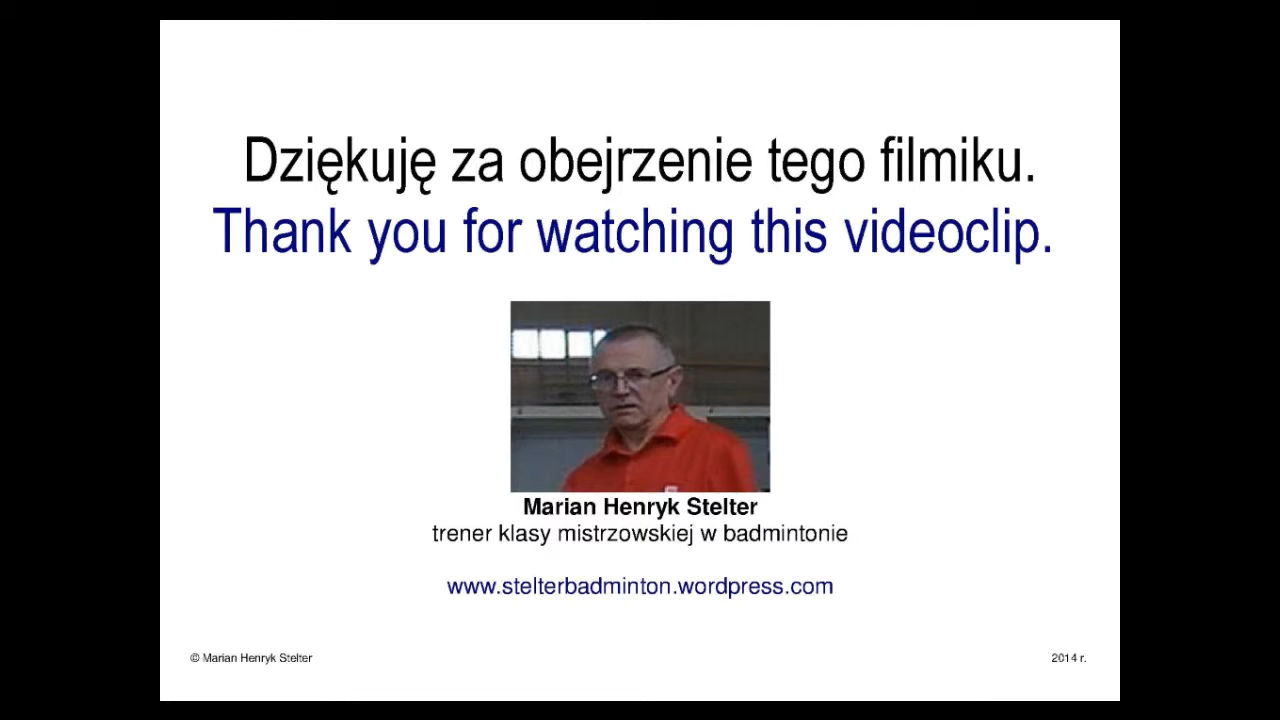 Dziękuję za obejrzenie tego filmiku.
Thank you for watching this videoclip.
Marian Henryk Stelter
trener klasy mistrzowskiej w badmintonie
www.stelterbadminton.wordpress.com
© Marian Henryk Stelter
2014 r.